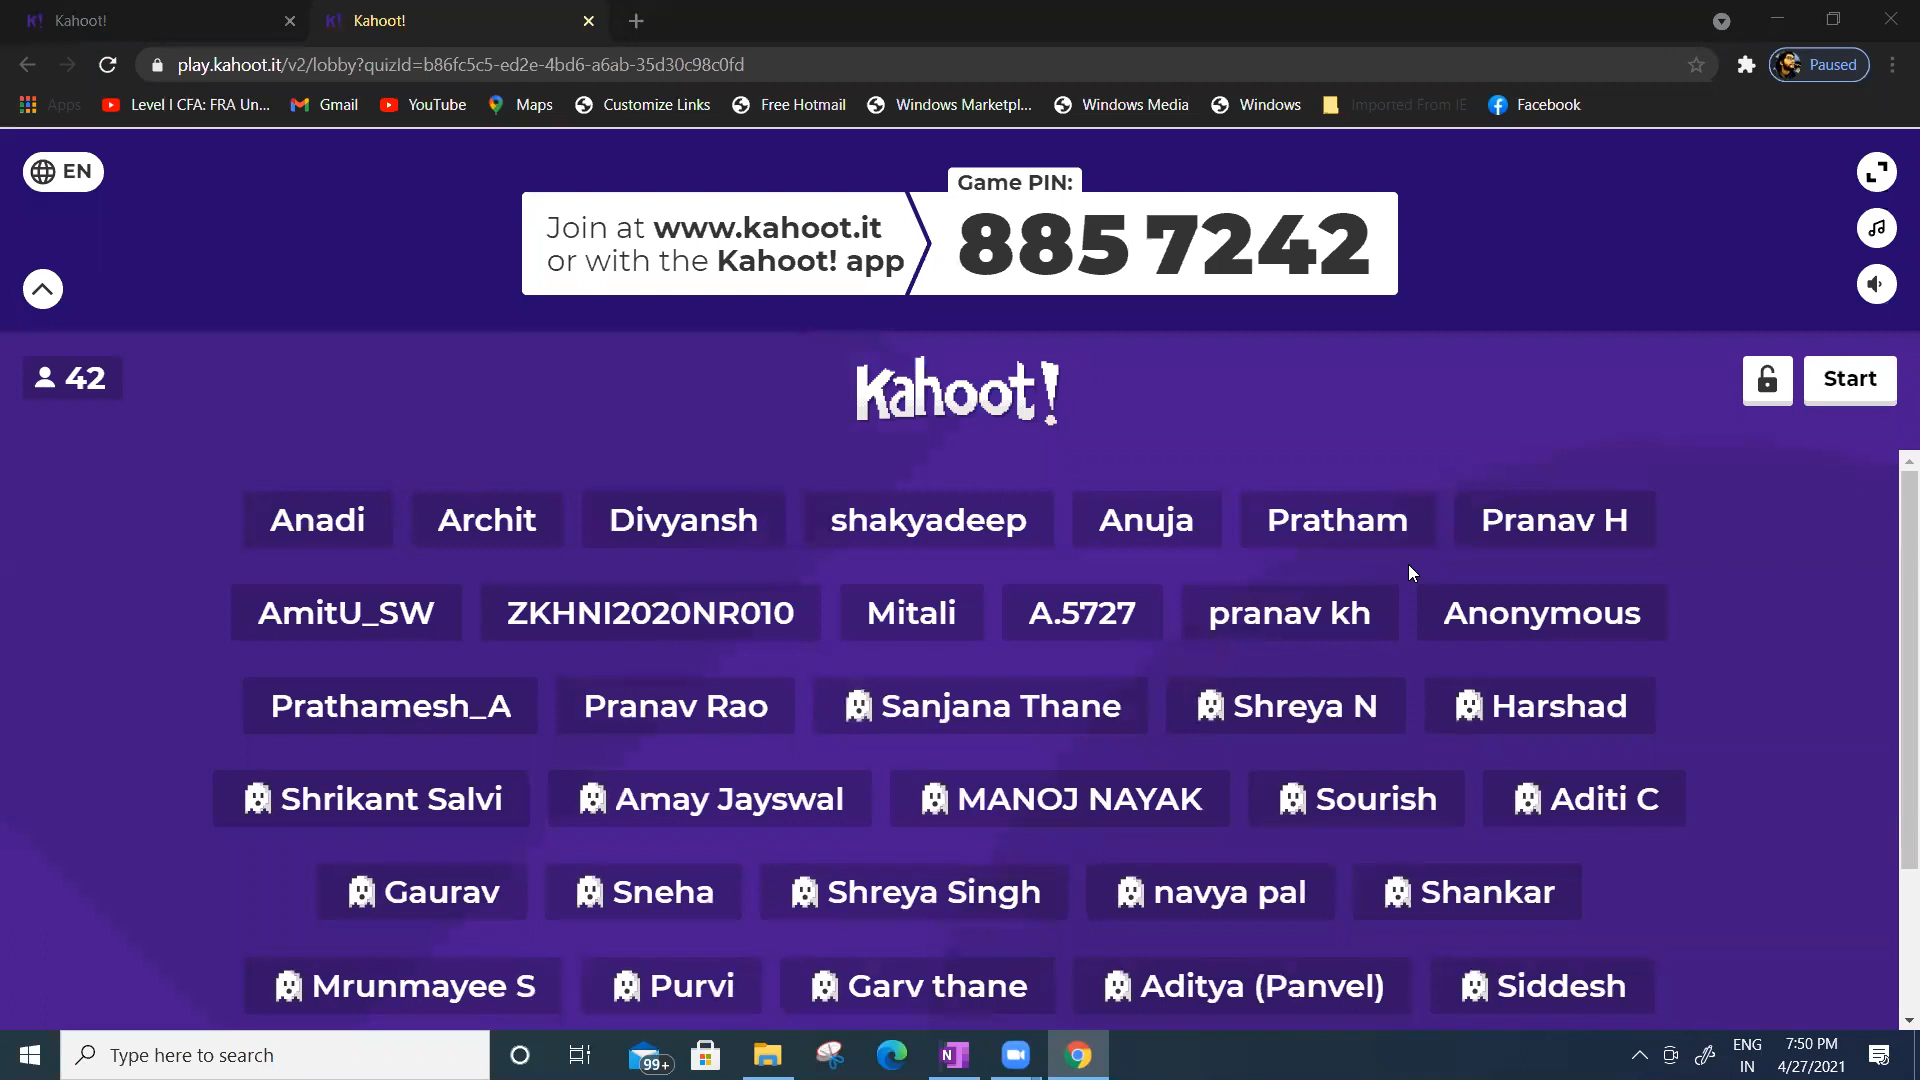 Kahoot! Kahoot!
play.kahoot.it/v2/lobby?quizId=b86fc5c5-ed2e-4bd6-a6ab-35d30c98c0fd Paused
Apps Level I CFA: FRA Un... Gmail YouTube Maps Customize Links Free Hotmail Windows Marketpl... Windows Media Windows Imported From IE Facebook
EN
Game PIN:
Join at www.kahoot.it
or with the Kahoot! app
885 7242
42
Kahoot!
Start
Anadi Archit Divyansh shakyadeep Anuja Pratham Pranav H
AmitU_SW ZKHNI2020NR010 Mitali A.5727 pranav kh Anonymous
Prathamesh_A Pranav Rao Sanjana Thane Shreya N Harshad
Shrikant Salvi Amay Jayswal MANOJ NAYAK Sourish Aditi C
Gaurav Sneha Shreya Singh navya pal Shankar
Mrunmayee S Purvi Garv thane Aditya (Panvel) Siddesh
Type here to search 99+ ENG 7:50 PM
IN 4/27/2021